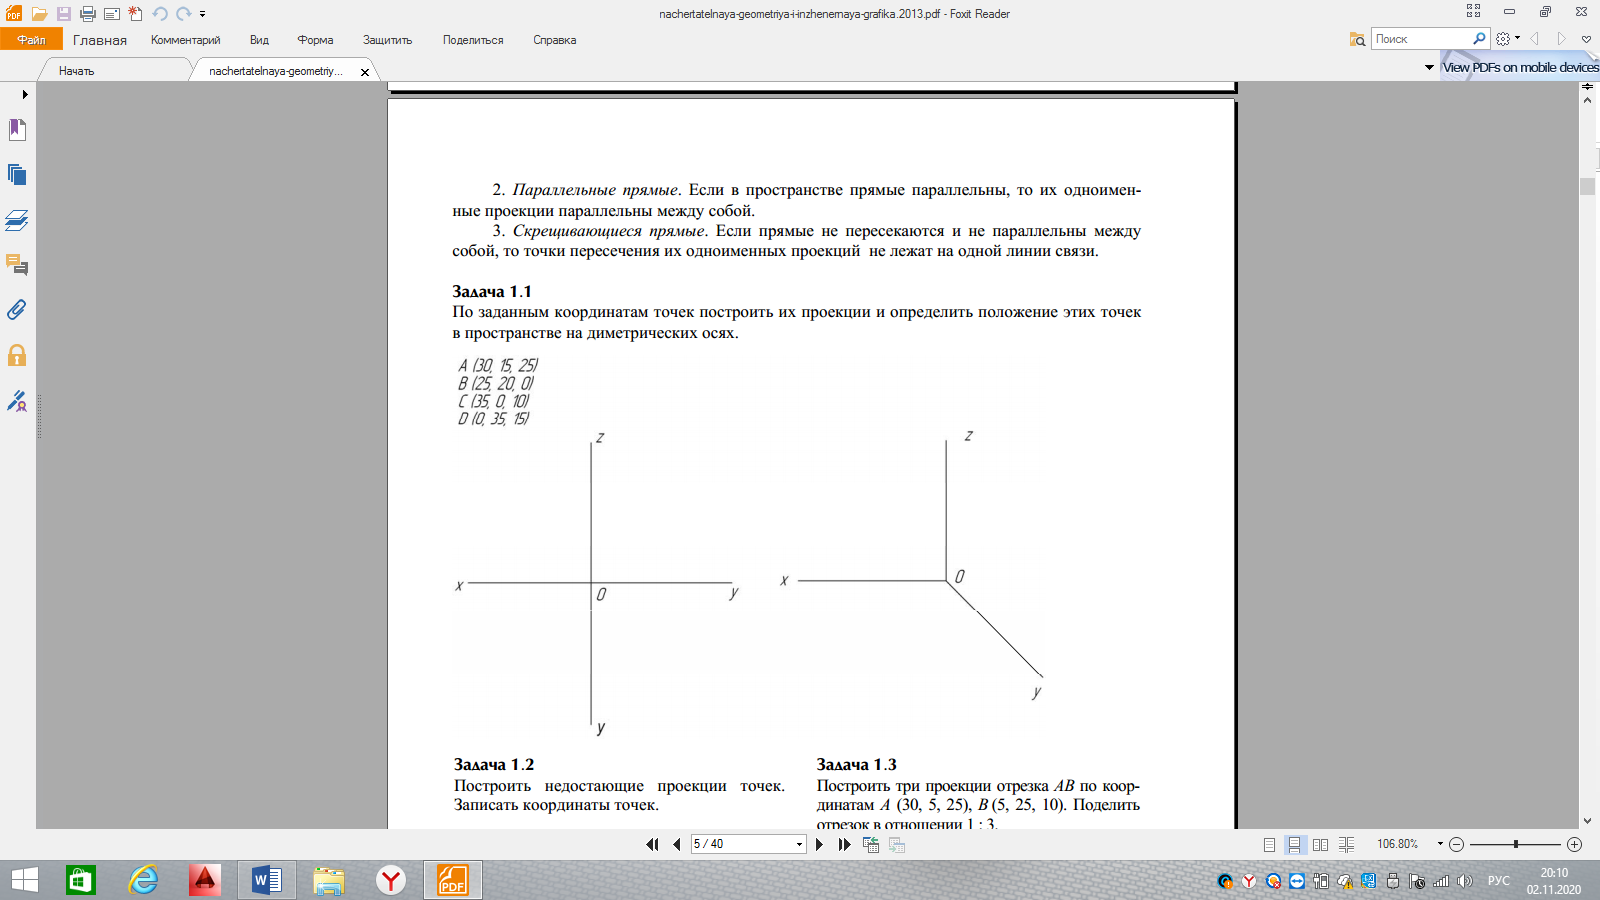 nachertatelnaya-geometriya-i-inzhenernaya-grafika.2013.pdf - Foxit Reader
Файл Главная Комментарий Вид Форма Защитить Поделиться Справка Поиск
Начать nachertatelnaya-geometriy... View PDFs on mobile devices
2. Параллельные прямые. Если в пространстве прямые параллельны, то их одноимен-
ные проекции параллельны между собой.
3. Скрещивающиеся прямые. Если прямые не пересекаются и не параллельны между
собой, то точки пересечения их одноименных проекций не лежат на одной линии связи.
Задача 1.1
По заданным координатам точек построить их проекции и определить положение этих точек
в пространстве на диметрических осях.
A (30, 15, 25)
B (25, 20, 0)
C (35, 0, 10)
D (0, 35, 15)
z
x
0
y
y
z
x
0
y
Задача 1.2
Построить недостающие проекции точек.
Записать координаты точек.
Задача 1.3
Построить три проекции отрезка AB по коор-
динатам A (30, 5, 25), B (5, 25, 10). Поделить
отрезок в отношении 1 : 3.
5 / 40
106.80%
РУС
20:10
02.11.2020